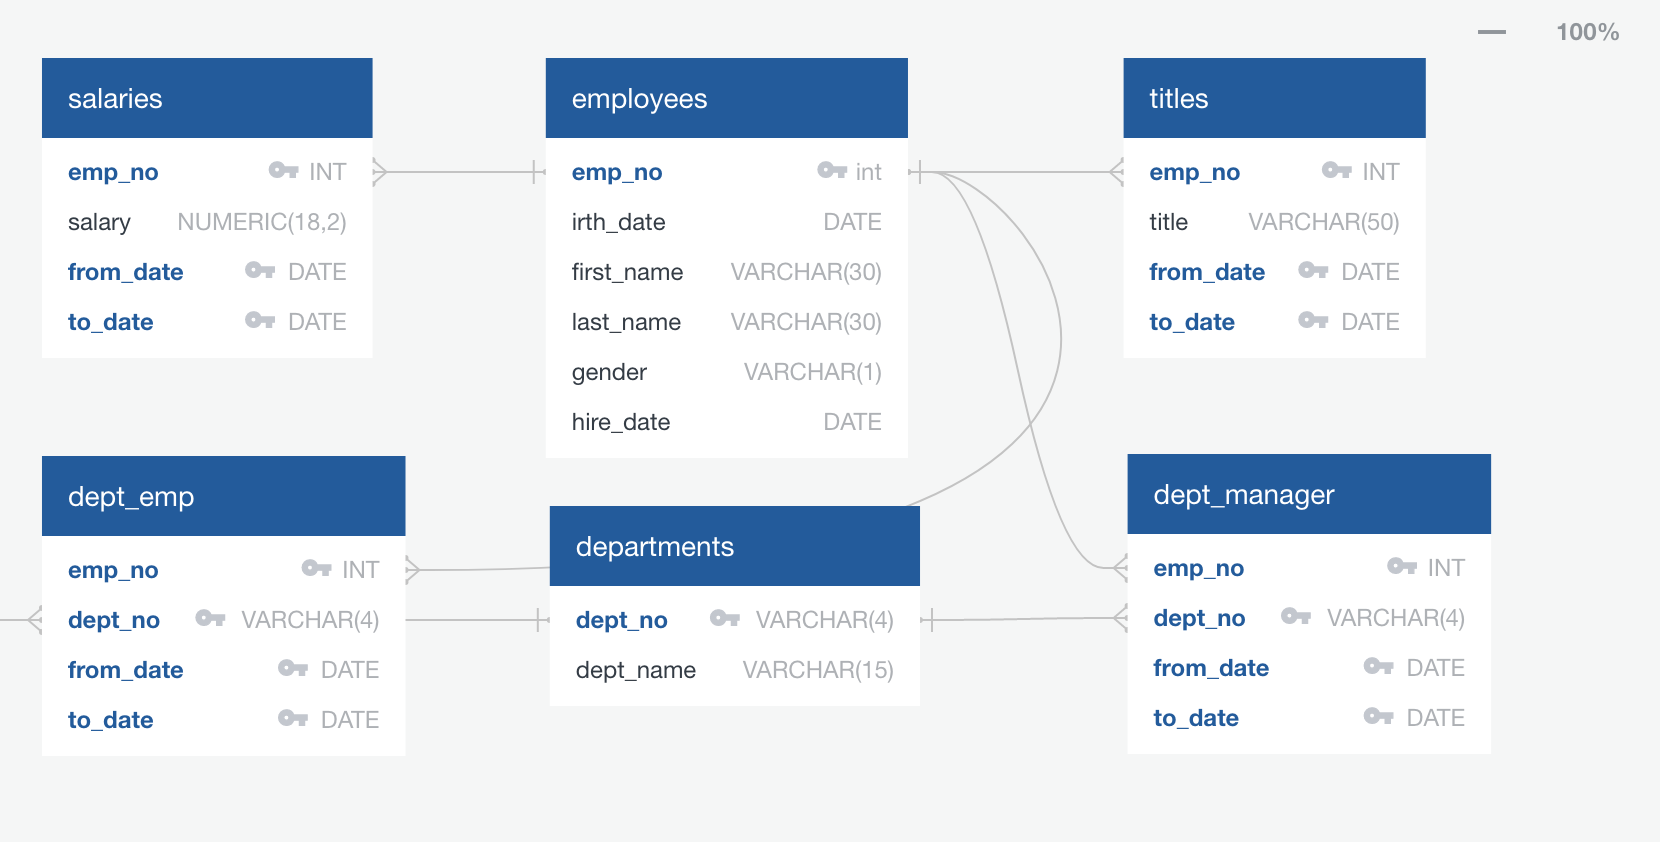 100%
salaries
emp_no INT
salary NUMERIC(18,2)
from_date DATE
to_date DATE
employees
emp_no int
irth_date DATE
first_name VARCHAR(30)
last_name VARCHAR(30)
gender VARCHAR(1)
hire_date DATE
titles
emp_no INT
title VARCHAR(50)
from_date DATE
to_date DATE
dept_emp
emp_no INT
dept_no VARCHAR(4)
from_date DATE
to_date DATE
departments
dept_no VARCHAR(4)
dept_name VARCHAR(15)
dept_manager
emp_no INT
dept_no VARCHAR(4)
from_date DATE
to_date DATE